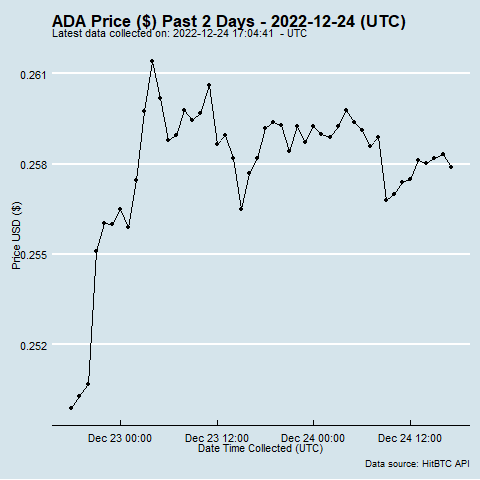 ADA Price ($) Past 2 Days - 2022-12-24 (UTC)
Latest data collected on: 2022-12-24 17:04:41 - UTC
0.261
0.258
0.255
0.252
Price USD ($)
Dec 23 00:00 Dec 23 12:00 Dec 24 00:00 Dec 24 12:00
Date Time Collected (UTC)
Data source: HitBTC API